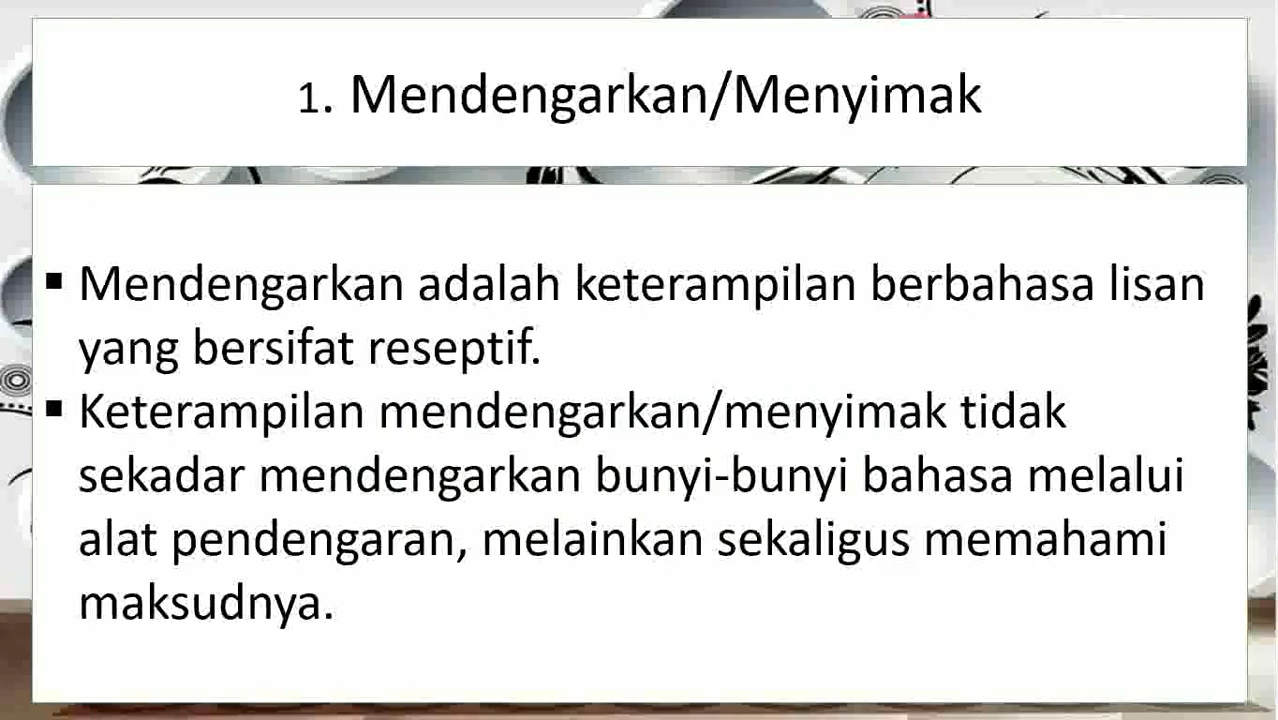 1. Mendengarkan/Menyimak
▪ Mendengarkan adalah keterampilan berbahasa lisan
yang bersifat reseptif.
▪ Keterampilan mendengarkan/menyimak tidak
sekadar mendengarkan bunyi-bunyi bahasa melalui
alat pendengaran, melainkan sekaligus memahami
maksudnya.